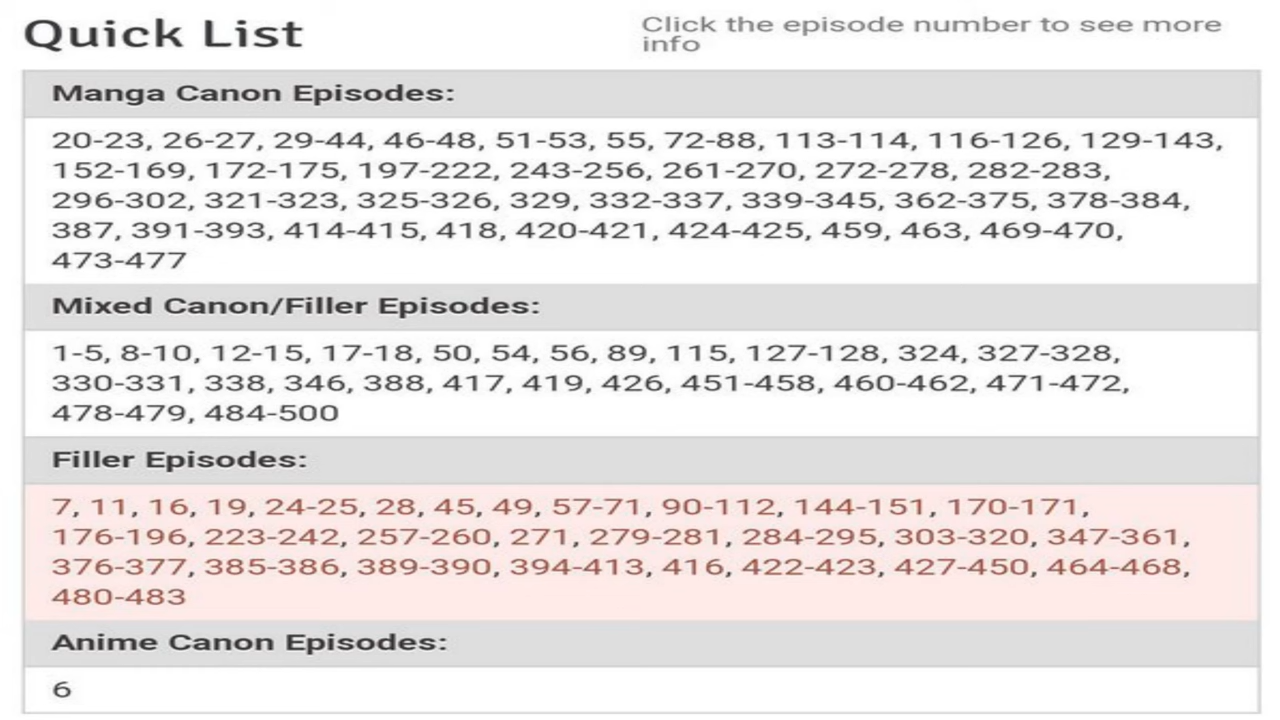 Quick List
Click the episode number to see more
info
Manga Canon Episodes:
20-23, 26-27, 29-44, 46-48, 51-53, 55, 72-88, 113-114, 116-126, 129-143,
152-169, 172-175, 197-222, 243-256, 261-270, 272-278, 282-283,
296-302, 321-323, 325-326, 329, 332-337, 339-345, 362-375, 378-384,
387, 391-393, 414-415, 418, 420-421, 424-425, 459, 463, 469-470,
473-477
Mixed Canon/Filler Episodes:
1-5, 8-10, 12-15, 17-18, 50, 54, 56, 89, 115, 127-128, 324, 327-328,
330-331, 338, 346, 388, 417, 419, 426, 451-458, 460-462, 471-472,
478-479, 484-500
Filler Episodes:
7, 11, 16, 19, 24-25, 28, 45, 49, 57-71, 90-112, 144-151, 170-171,
176-196, 223-242, 257-260, 271, 279-281, 284-295, 303-320, 347-361,
376-377, 385-386, 389-390, 394-413, 416, 422-423, 427-450, 464-468,
480-483
Anime Canon Episodes:
6